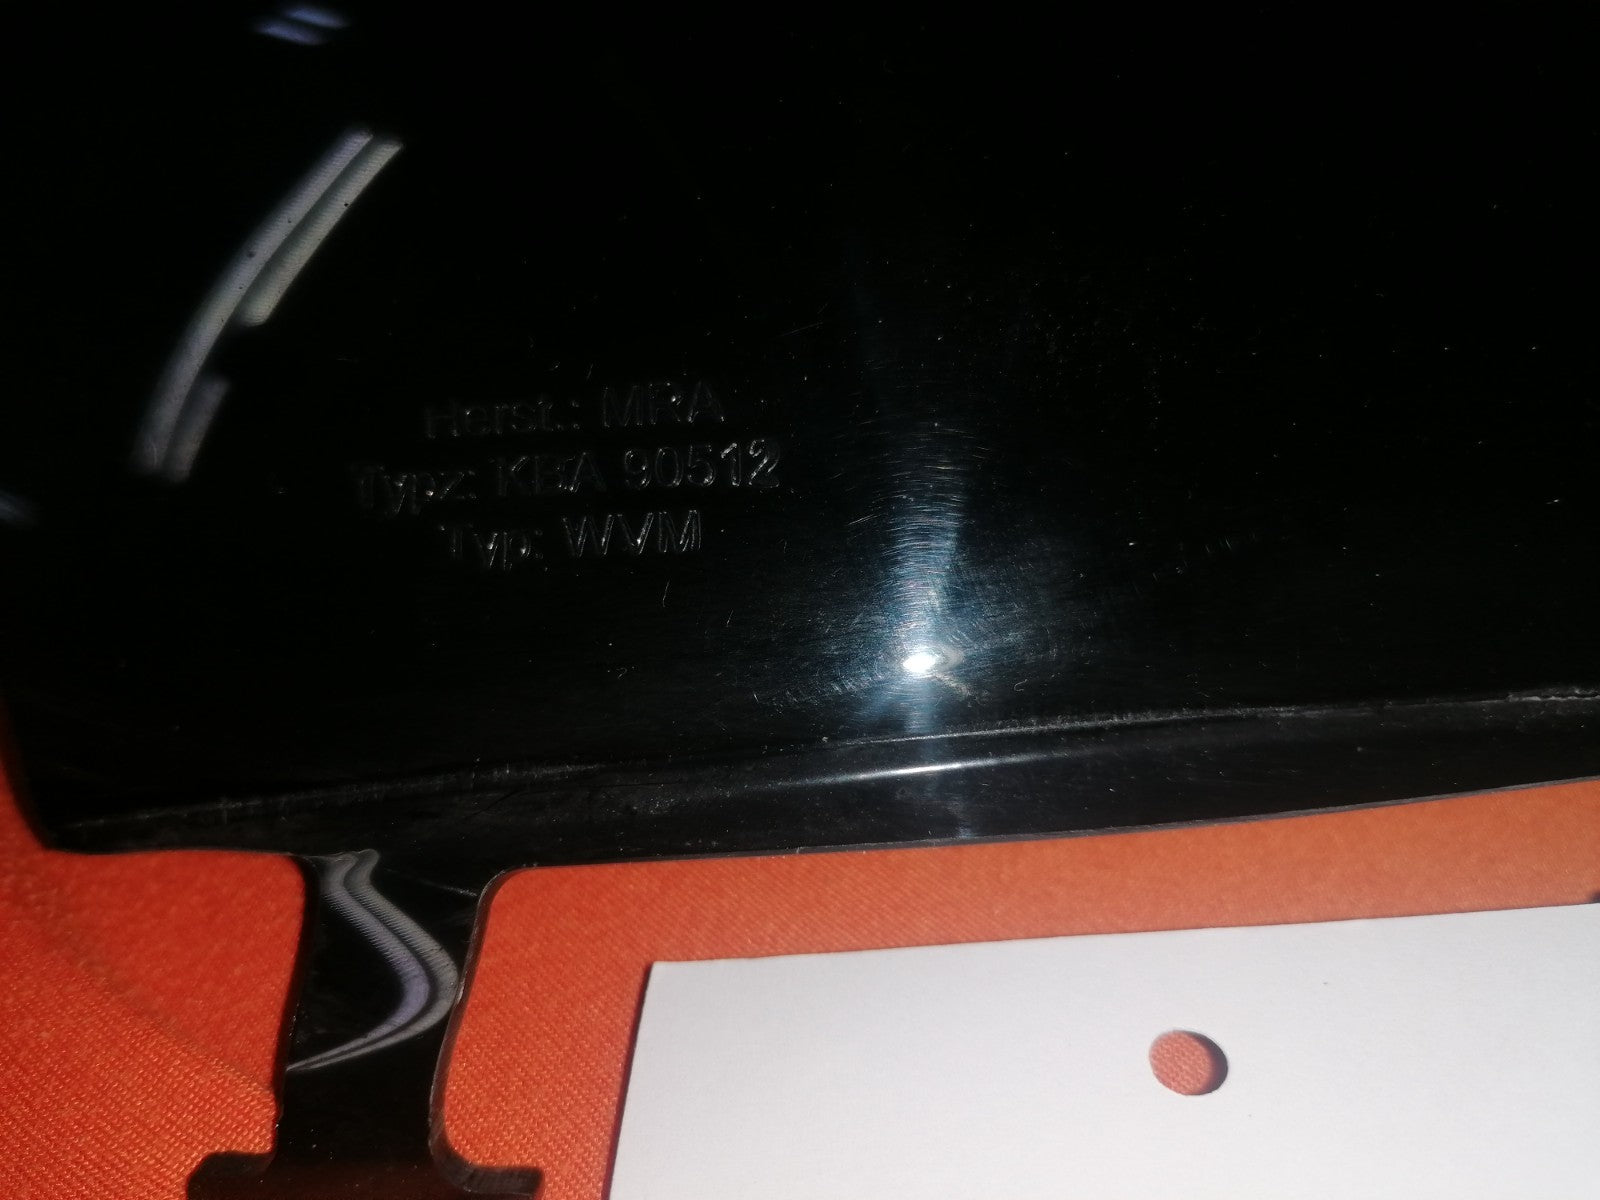 Herst.: MRA
Typz: KBA 90512
Typ: WVM